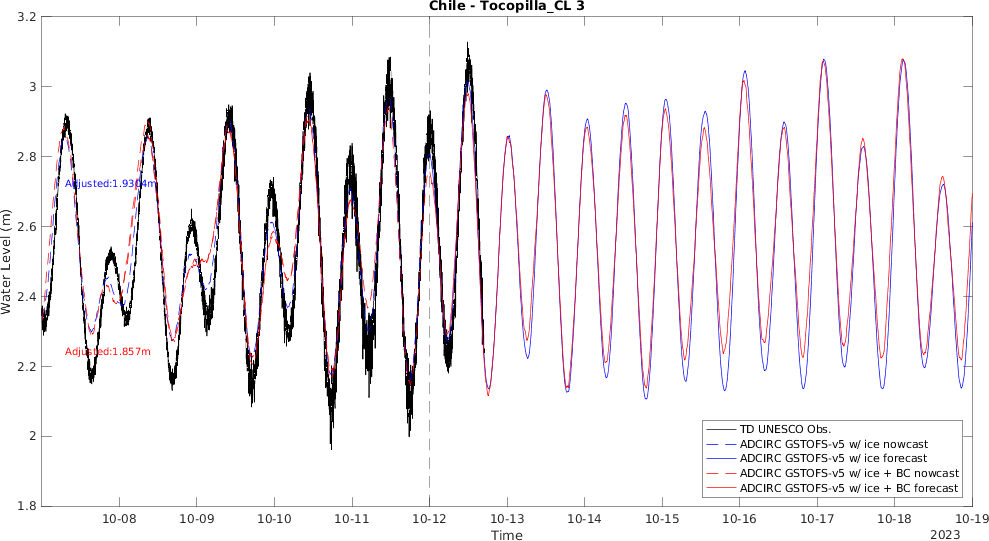 Chile - Tocopilla_CL 3
3.2
3
2.8
2.6
2.4
2.2
2
1.8
Water Level (m)
Adjusted:1.9304m
Adjusted:1.857m
TD UNESCO Obs.
ADCIRC GSTOFS-v5 w/ ice nowcast
ADCIRC GSTOFS-v5 w/ ice forecast
ADCIRC GSTOFS-v5 w/ ice + BC nowcast
ADCIRC GSTOFS-v5 w/ ice + BC forecast
10-08 10-09 10-10 10-11 10-12 10-13 10-14 10-15 10-16 10-17 10-18 10-19
Time
2023